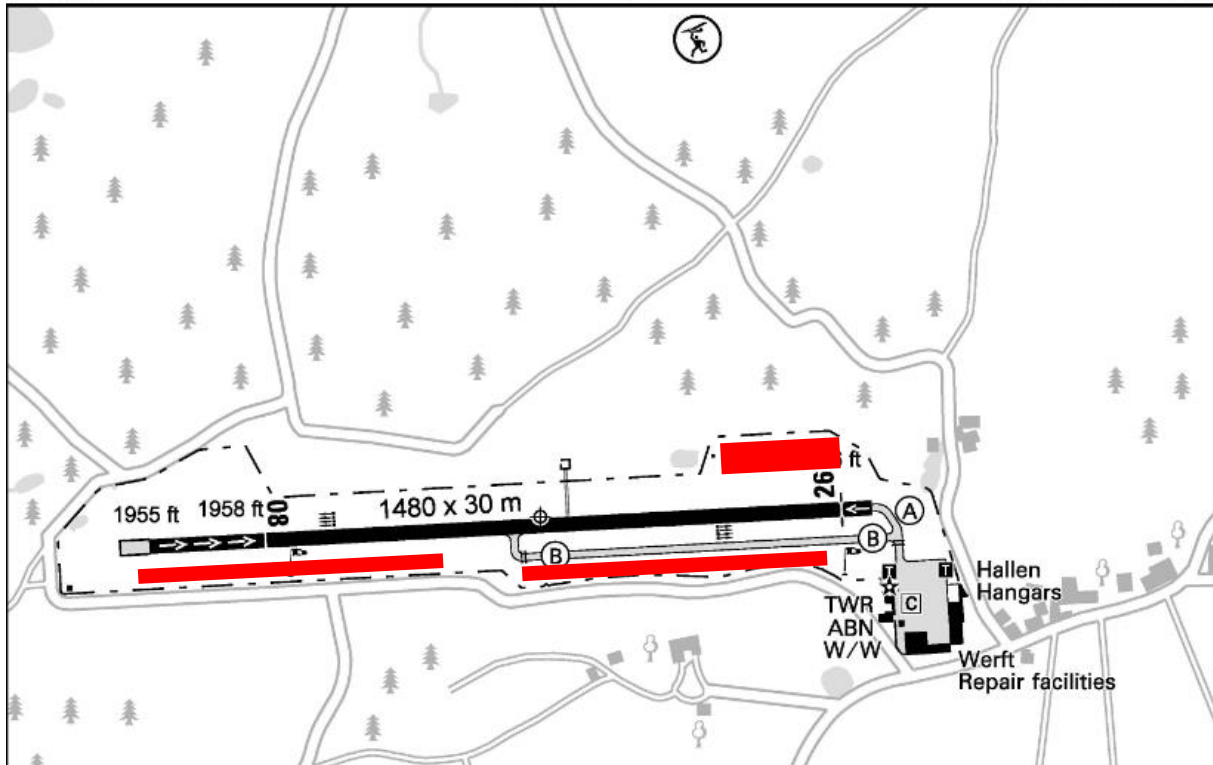 1955 ft
1958 ft
08
1480 x 30 m
26
ft
A
B
B
T
T
C
TWR
ABN
W/W
Hallen
Hangars
Werft
Repair facilities